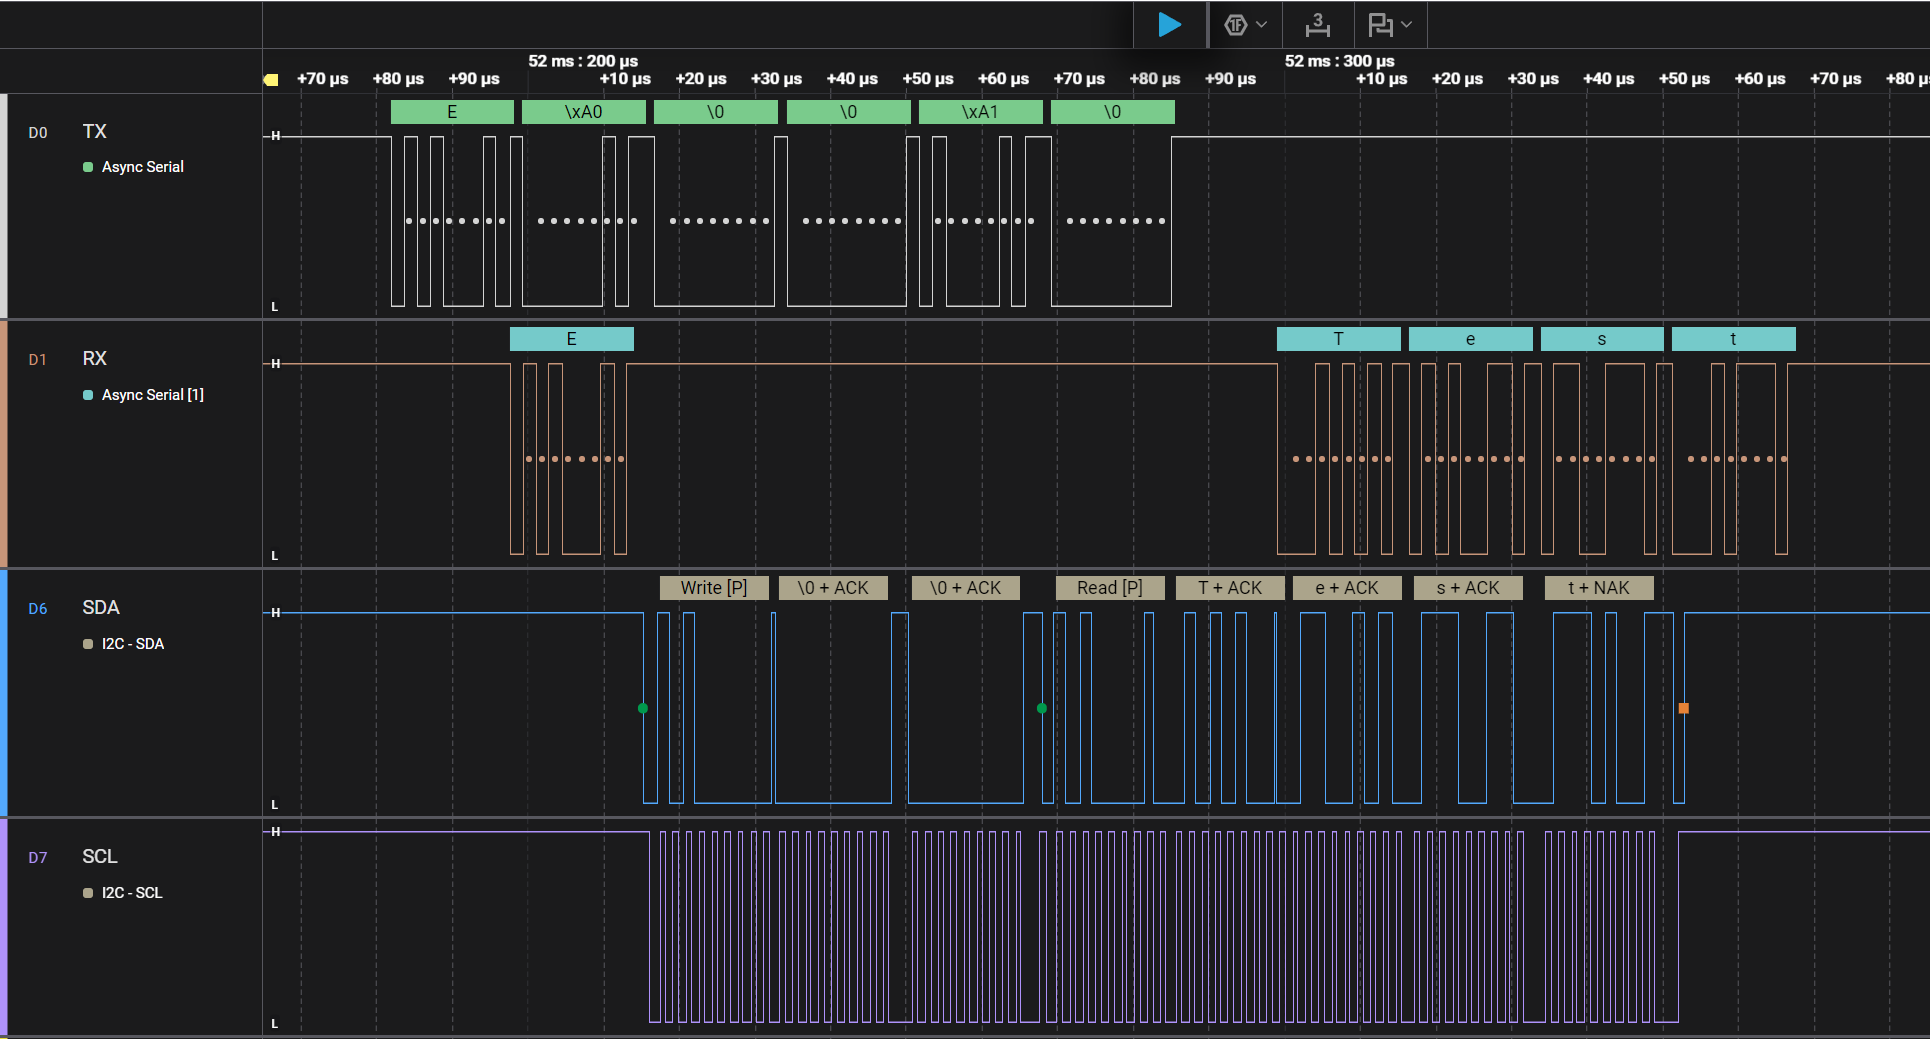 3
52 ms : 200 µs 52 ms : 300 µs
+70 µs +80 µs +90 µs +10 µs +20 µs +30 µs +40 µs +50 µs +60 µs +70 µs +80 µs +90 µs +10 µs +20 µs +30 µs +40 µs +50 µs +60 µs +70 µs +80 µs
E \xA0 \0 \0 \xA1 \0
D0 TX H
Async Serial
L
E T e s t
D1 RX H
Async Serial [1]
L
Write [P] \0 + ACK \0 + ACK Read [P] T + ACK e + ACK s + ACK t + NAK
D6 SDA H
I2C - SDA
L
H
D7 SCL
I2C - SCL
L